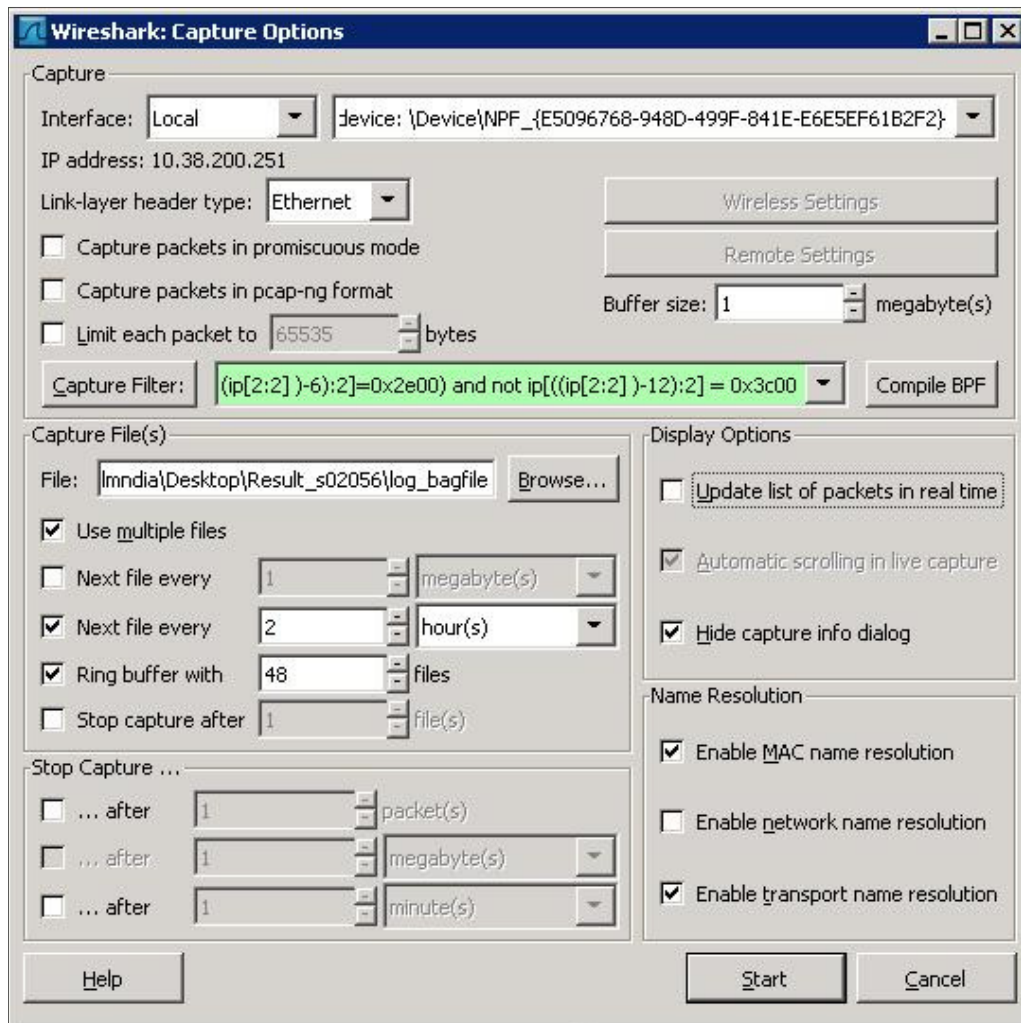 Wireshark: Capture Options
Capture
Interface: Local device: \Device\NPF_{E5096768-948D-499F-841E-E6E5EF61B2F2}
IP address: 10.38.200.251
Link-layer header type: Ethernet
Wireless Settings
Capture packets in promiscuous mode
Remote Settings
Capture packets in pcap-ng format
Buffer size: 1 megabyte(s)
Limit each packet to 65535 bytes
Capture Filter: (ip[2:2] )-6):2]=0x2e00) and not ip[((ip[2:2] )-12):2] = 0x3c00 Compile BPF
Capture File(s)
File: lmndia\Desktop\Result_s02056\log_bagfile Browse...
Use multiple files
Next file every 1 megabyte(s)
Next file every 2 hour(s)
Ring buffer with 48 files
Stop capture after 1 file(s)
Stop Capture ...
... after 1 packet(s)
... after 1 megabyte(s)
... after 1 minute(s)
Display Options
Update list of packets in real time
Automatic scrolling in live capture
Hide capture info dialog
Name Resolution
Enable MAC name resolution
Enable network name resolution
Enable transport name resolution
Help
Start
Cancel